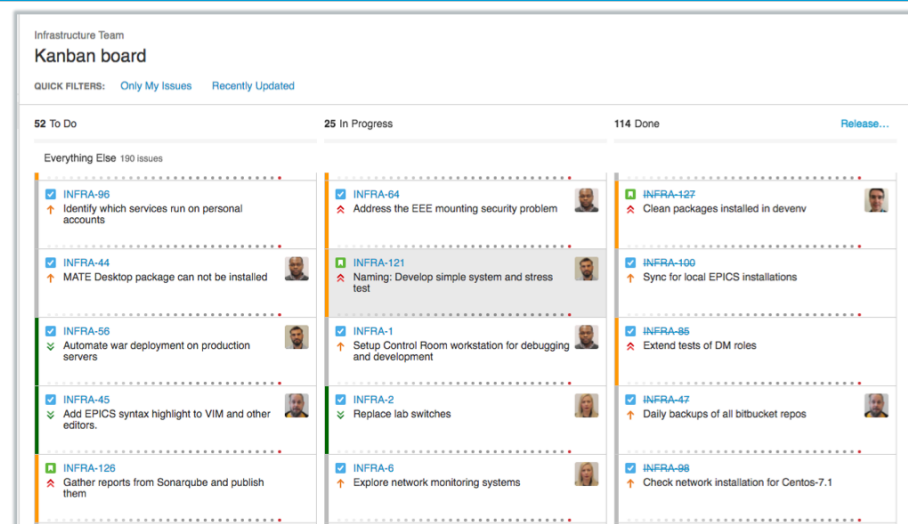 Infrastructure Team
Kanban board
QUICK FILTERS: Only My Issues Recently Updated
52 To Do
25 In Progress
114 Done
Release...
Everything Else 190 issues
INFRA-96
Identify which services run on personal
accounts
INFRA-64
Address the EEE mounting security problem
INFRA-127
Clean packages installed in devenv
INFRA-44
MATE Desktop package can not be installed
INFRA-121
Naming: Develop simple system and stress
test
INFRA-100
Sync for local EPICS installations
INFRA-56
Automate war deployment on production
servers
INFRA-1
Setup Control Room workstation for debugging
and development
INFRA-85
Extend tests of DM roles
INFRA-45
Add EPICS syntax highlight to VIM and other
editors.
INFRA-2
Replace lab switches
INFRA-47
Daily backups of all bitbucket repos
INFRA-126
Gather reports from Sonarqube and publish
them
INFRA-6
Explore network monitoring systems
INFRA-98
Check network installation for Centos-7.1